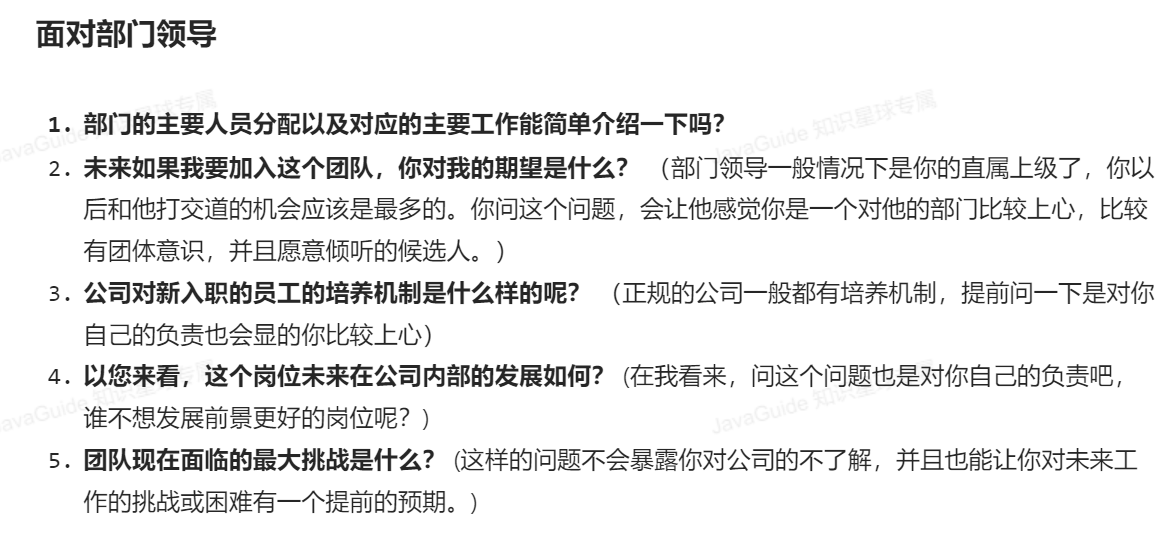 面对部门领导
1. 部门的主要人员分配以及对应的主要工作能简单介绍一下吗?
2. 未来如果我要加入这个团队，你对我的期望是什么? （部门领导一般情况下是你的直属上级了，你以
后和他打交道的机会应该是最多的。你问这个问题，会让他感觉你是一个对他的部门比较上心，比较
有团体意识，并且愿意倾听的候选人。）
3. 公司对新入职的员工的培养机制是什么样的呢? （正规的公司一般都有培养机制，提前问一下是对你
自己的负责也会显的你比较上心）
4. 以您来看，这个岗位未来在公司内部的发展如何? (在我看来，问这个问题也是对你自己的负责吧，
谁不想发展前景更好的岗位呢? )
5. 团队现在面临的最大挑战是什么? (这样的问题不会暴露你对公司的不了解，并且也能让你对未来工
作的挑战或困难有一个提前的预期。)
JavaGuide 知识星球专属
JavaGuide 知识星球专属
JavaGuide 知识星球专属
JavaGuide 知识星球专属